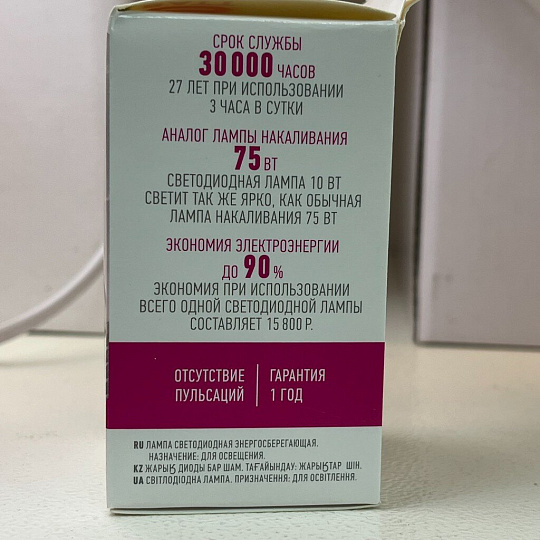 СРОК СЛУЖБЫ
30 000 ЧАСОВ
27 ЛЕТ ПРИ ИСПОЛЬЗОВАНИИ
3 ЧАСА В СУТКИ
АНАЛОГ ЛАМПЫ НАКАЛИВАНИЯ
75 ВТ
СВЕТОДИОДНАЯ ЛАМПА 10 ВТ
СВЕТИТ ТАК ЖЕ ЯРКО, КАК ОБЫЧНАЯ
ЛАМПА НАКАЛИВАНИЯ 75 ВТ
ЭКОНОМИЯ ЭЛЕКТРОЭНЕРГИИ
ДО 90 %
ЭКОНОМИЯ ПРИ ИСПОЛЬЗОВАНИИ
ВСЕГО ОДНОЙ СВЕТОДИОДНОЙ ЛАМПЫ
СОСТАВЛЯЕТ 15 800 Р.
ОТСУТСТВИЕ
ПУЛЬСАЦИЙ
ГАРАНТИЯ
1 ГОД
RU ЛАМПА СВЕТОДИОДНАЯ ЭНЕРГОСБЕРЕГАЮЩАЯ.
НАЗНАЧЕНИЕ: ДЛЯ ОСВЕЩЕНИЯ.
KZ ЖАРЫҚ ДИОДЫ БАР ШАМ. ТАҒАЙЫНДАУ: ЖАРЫҚТАР ШІН.
UA СВІТЛОДІОДНА ЛАМПА. ПРИЗНАЧЕННЯ: ДЛЯ ОСВІТЛЕННЯ.